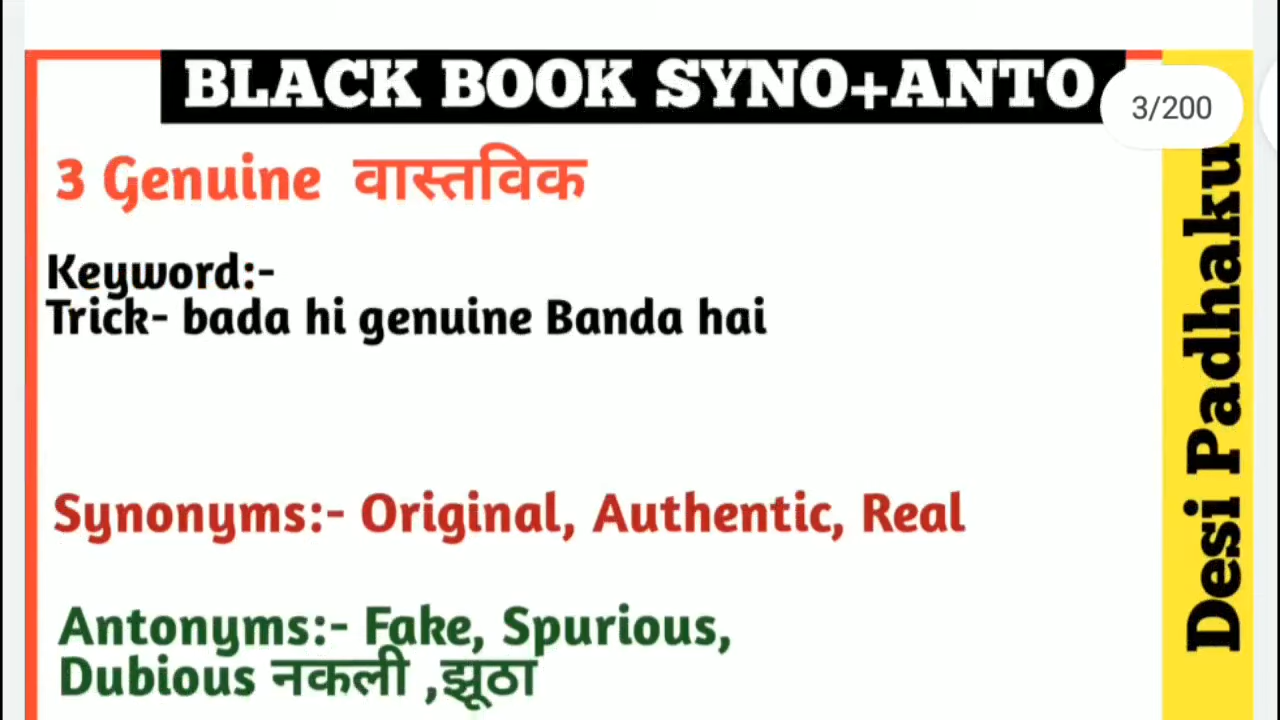 BLACK BOOK SYNO+ANTO
3/200
3 Genuine वास्तविक
Keyword:-
Trick- bada hi genuine Banda hai
Synonyms:- Original, Authentic, Real
Antonyms:- Fake, Spurious,
Dubious नकली ,झूठा
Desi Padhaku